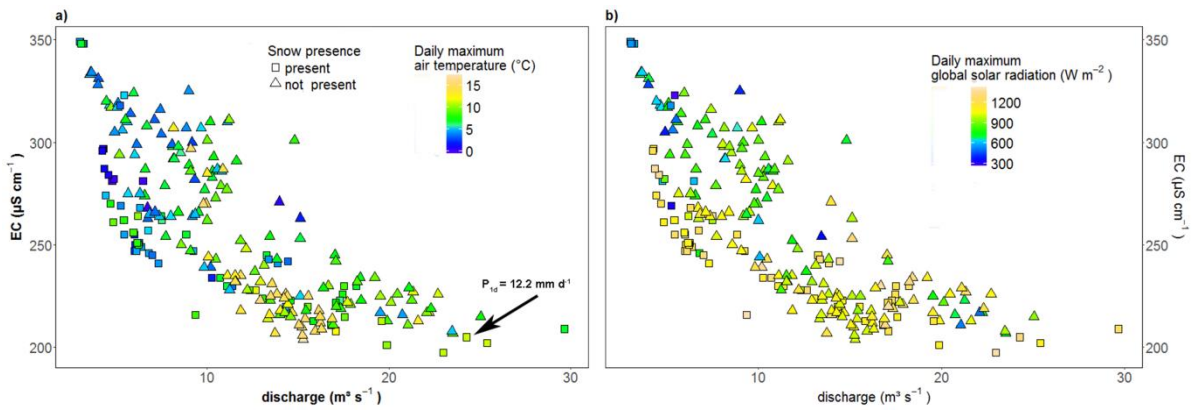 a)
EC (µS cm⁻¹)
350
300
250
200
Snow presence
present
not present
Daily maximum
air temperature (°C)
15
10
5
0
P1d = 12.2 mm d⁻¹
10
20
30
discharge (m³ s⁻¹)
b)
Daily maximum
global solar radiation (W m⁻²)
1200
900
600
300
350
300
250
200
EC (µS cm⁻¹)
10
20
30
discharge (m³ s⁻¹)